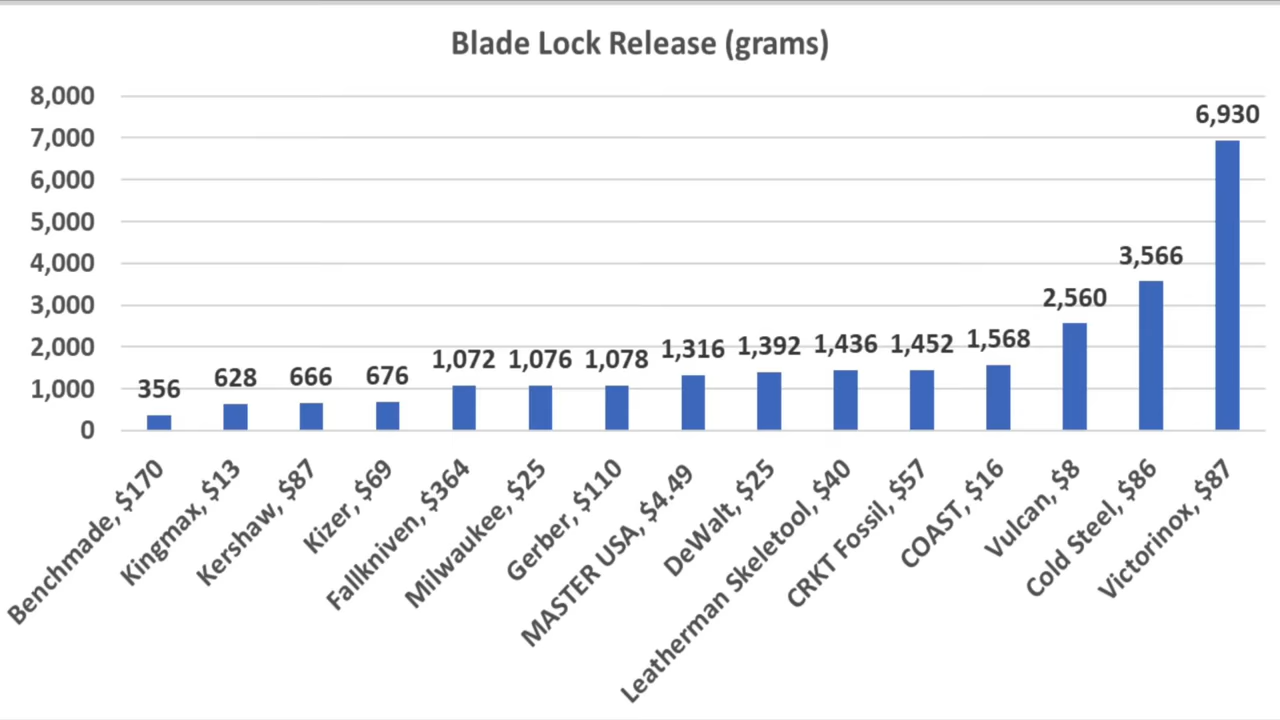 Blade Lock Release (grams)
8,000
7,000
6,000
5,000
4,000
3,000
2,000
1,000
0
356
628
666
676
1,072
1,076
1,078
1,316
1,392
1,436
1,452
1,568
2,560
3,566
6,930
Benchmade, $170
Kingmax, $13
Kershaw, $87
Kizer, $69
Fallkniven, $364
Milwaukee, $25
Gerber, $110
MASTER USA, $4.49
DeWalt, $25
Leatherman Skeletool, $40
CRKT Fossil, $57
COAST, $16
Vulcan, $8
Cold Steel, $86
Victorinox, $87